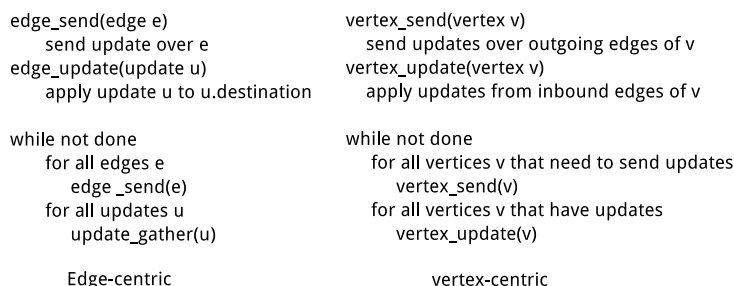 edge_send(edge e)
send update over e
edge_update(update u)
apply update u to u.destination
while not done
for all edges e
edge _send(e)
for all updates u
update_gather(u)
Edge-centric
vertex_send(vertex v)
send updates over outgoing edges of v
vertex_update(vertex v)
apply updates from inbound edges of v
while not done
for all vertices v that need to send updates
vertex_send(v)
for all vertices v that have updates
vertex_update(v)
vertex-centric